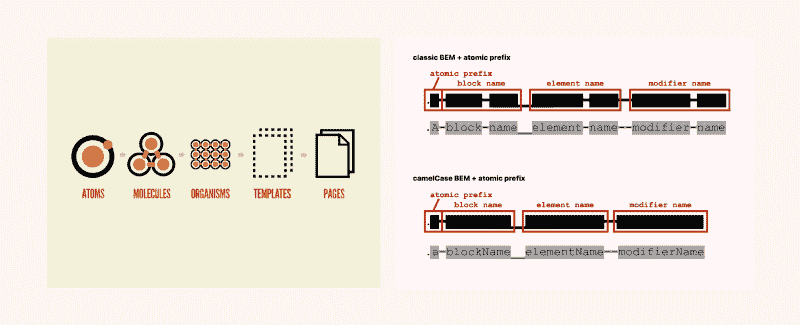 ATOMS MOLECULES ORGANISMS TEMPLATES PAGES
classic BEM + atomic prefix
atomic prefix
block name element name modifier name
.A-block-name__element-name--modifier-name
camelCase BEM + atomic prefix
atomic prefix
block name element name modifier name
.a-blockName__elementName--modifierName